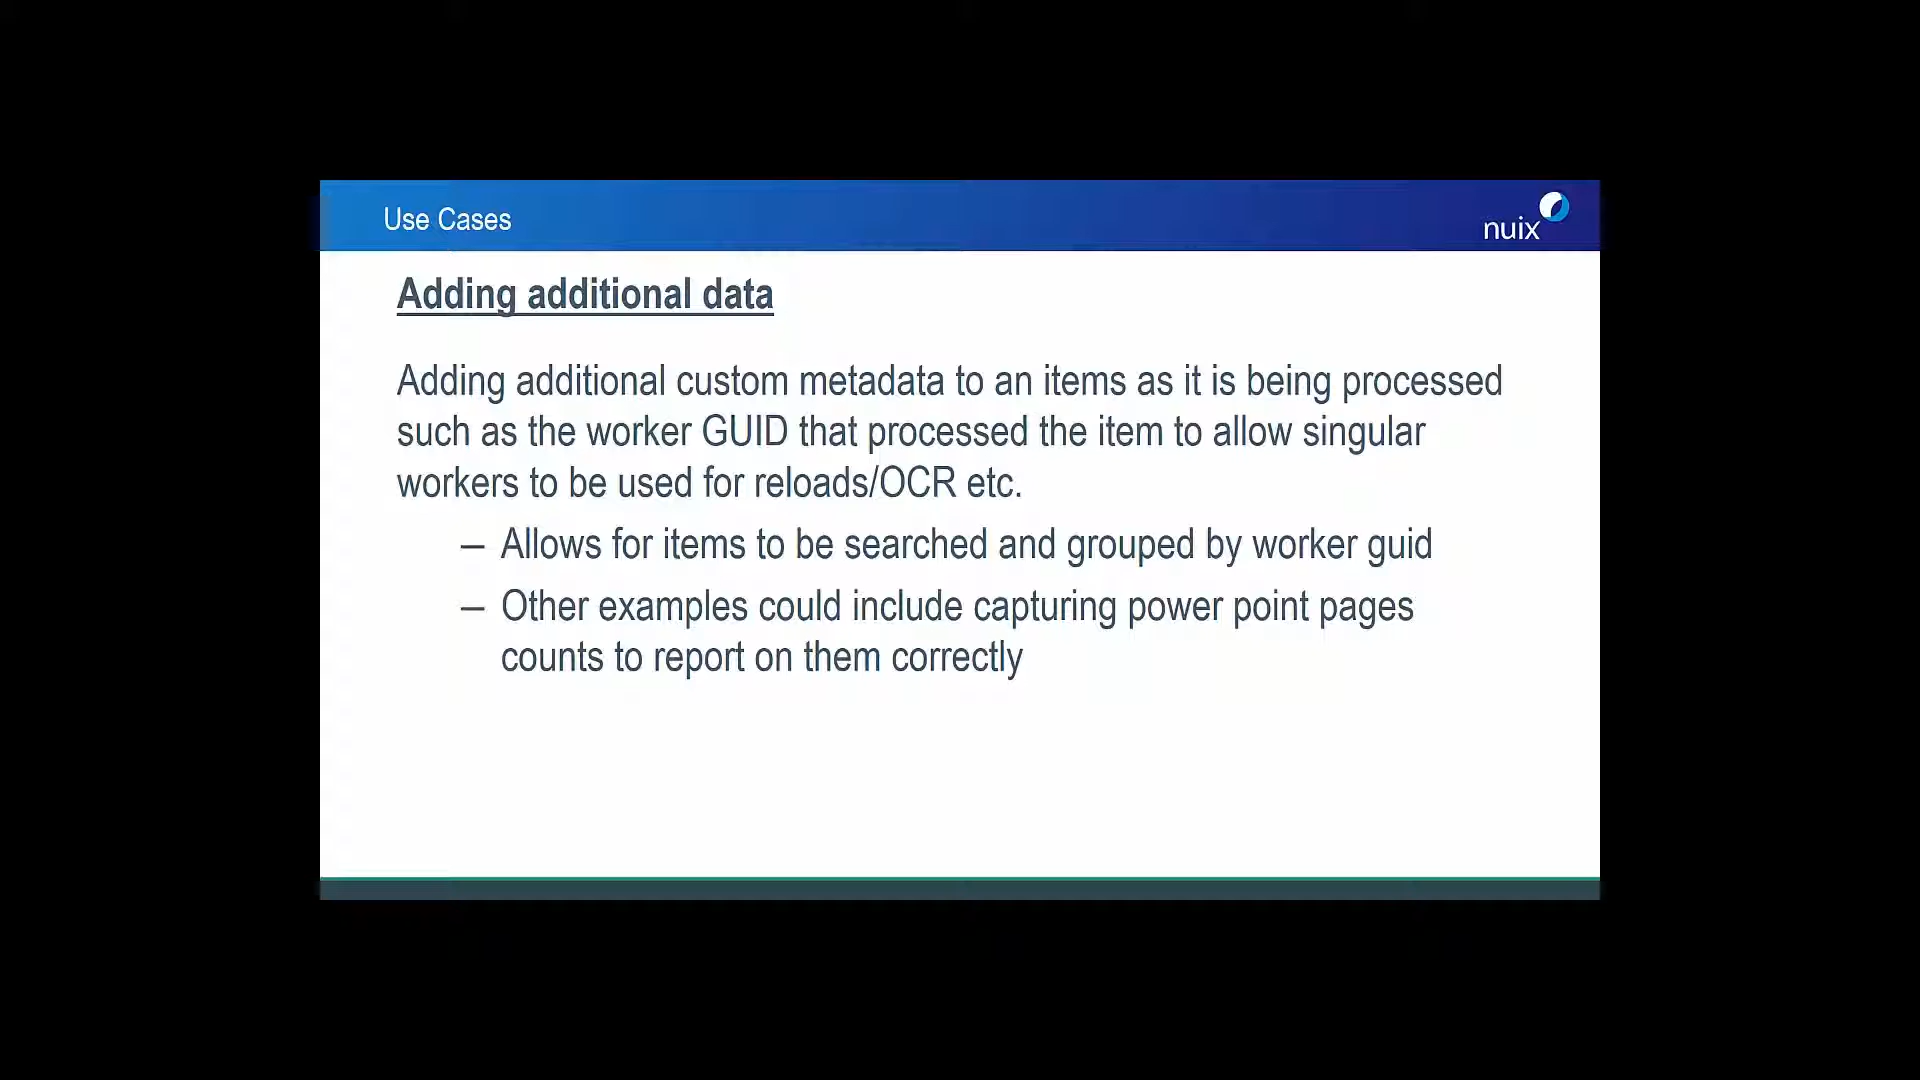 Use Cases
nuix
Adding additional data
Adding additional custom metadata to an items as it is being processed
such as the worker GUID that processed the item to allow singular
workers to be used for reloads/OCR etc.
– Allows for items to be searched and grouped by worker guid
– Other examples could include capturing power point pages
counts to report on them correctly